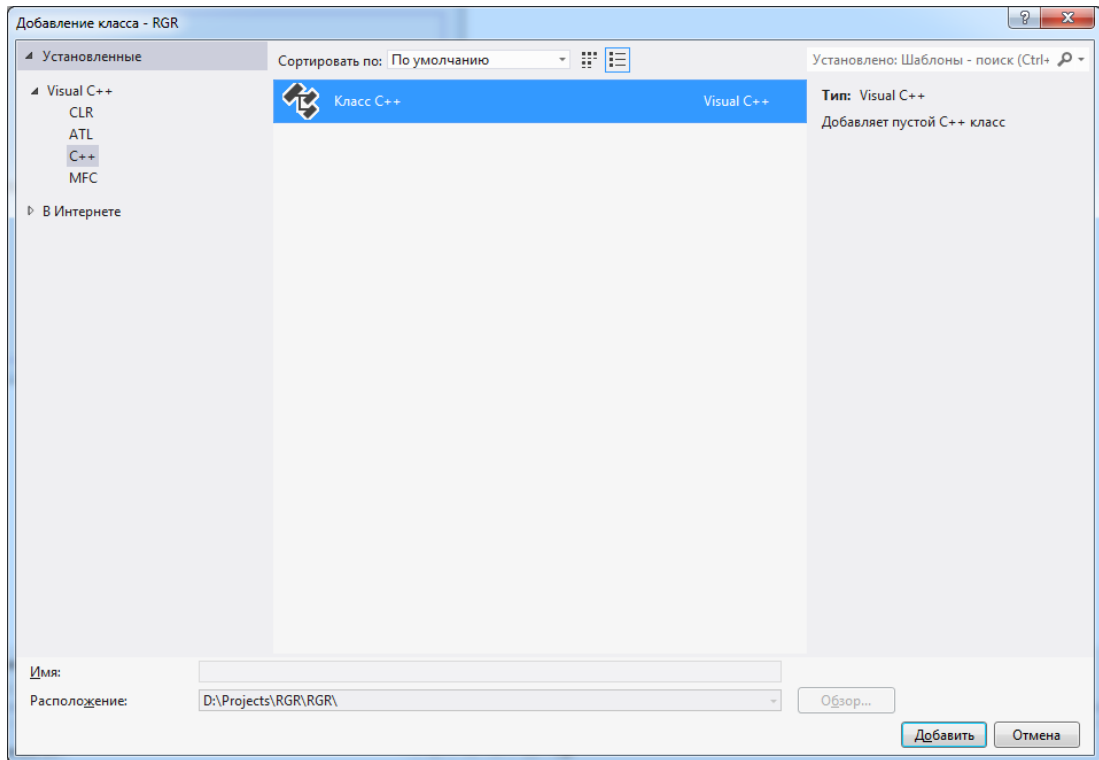 Добавление класса - RGR
Установленные
Сортировать по: По умолчанию
Установлено: Шаблоны - поиск (Ctrl+
Visual C++
CLR
ATL
C++
MFC
В Интернете
Класс C++ Visual C++
Тип: Visual C++
Добавляет пустой C++ класс
Имя:
Расположение: D:\Projects\RGR\RGR\ Обзор...
Добавить Отмена